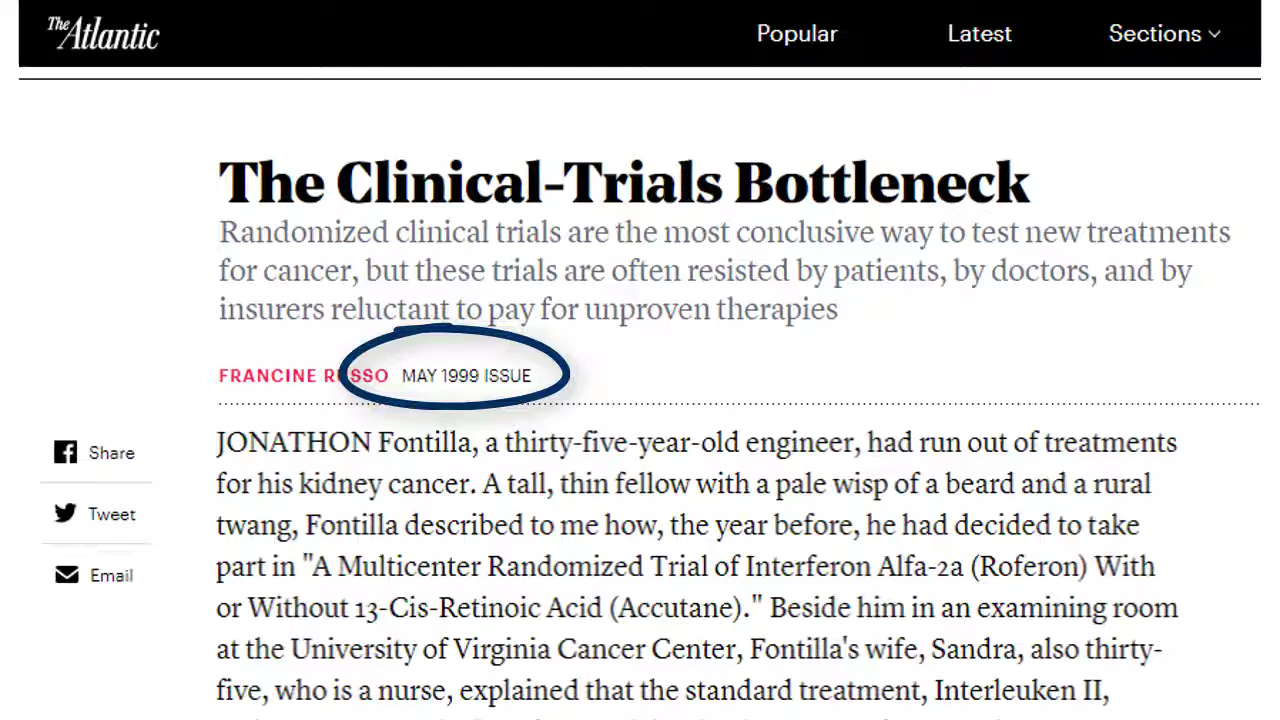 The Atlantic
Popular Latest Sections
The Clinical-Trials Bottleneck
Randomized clinical trials are the most conclusive way to test new treatments
for cancer, but these trials are often resisted by patients, by doctors, and by
insurers reluctant to pay for unproven therapies
FRANCINE RUSSO MAY 1999 ISSUE
JONATHON Fontilla, a thirty-five-year-old engineer, had run out of treatments
for his kidney cancer. A tall, thin fellow with a pale wisp of a beard and a rural
twang, Fontilla described to me how, the year before, he had decided to take
part in "A Multicenter Randomized Trial of Interferon Alfa-2a (Roferon) With
or Without 13-Cis-Retinoic Acid (Accutane)." Beside him in an examining room
at the University of Virginia Cancer Center, Fontilla's wife, Sandra, also thirty-
five, who is a nurse, explained that the standard treatment, Interleuken II,
Share
Tweet
Email